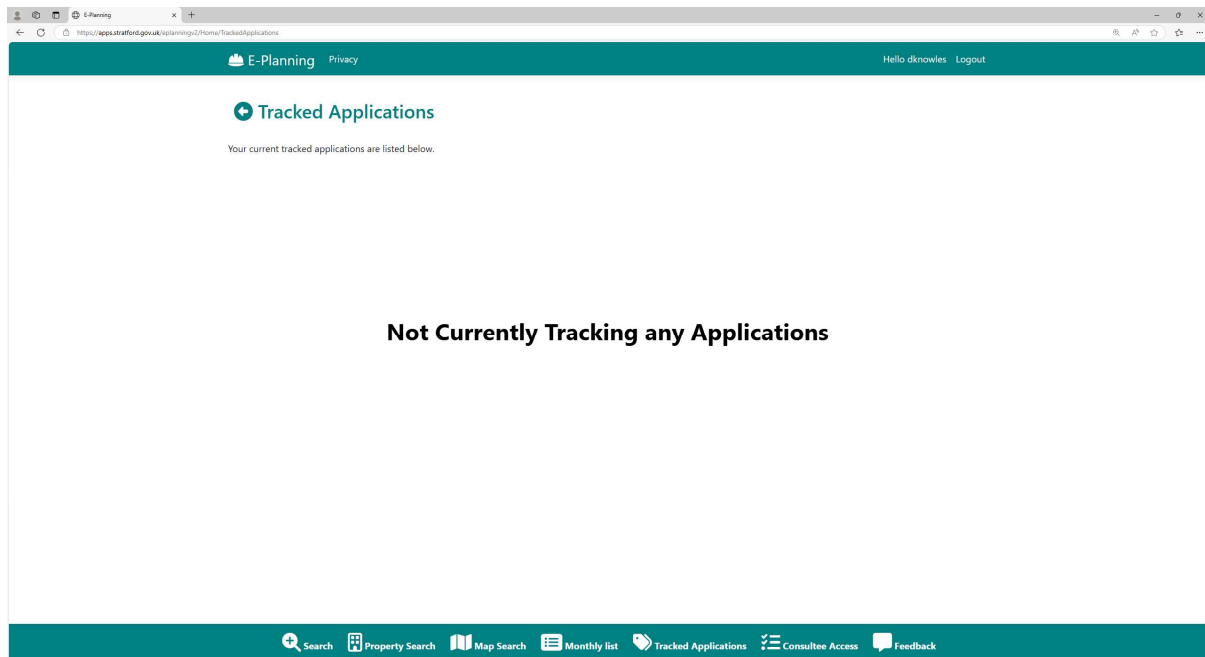 E-Planning
https://apps.stratford.gov.uk/eplanningv2/Home/TrackedApplications
E-Planning Privacy Hello dknowles Logout
Tracked Applications
Your current tracked applications are listed below.
Not Currently Tracking any Applications
Search Property Search Map Search Monthly list Tracked Applications Consultee Access Feedback